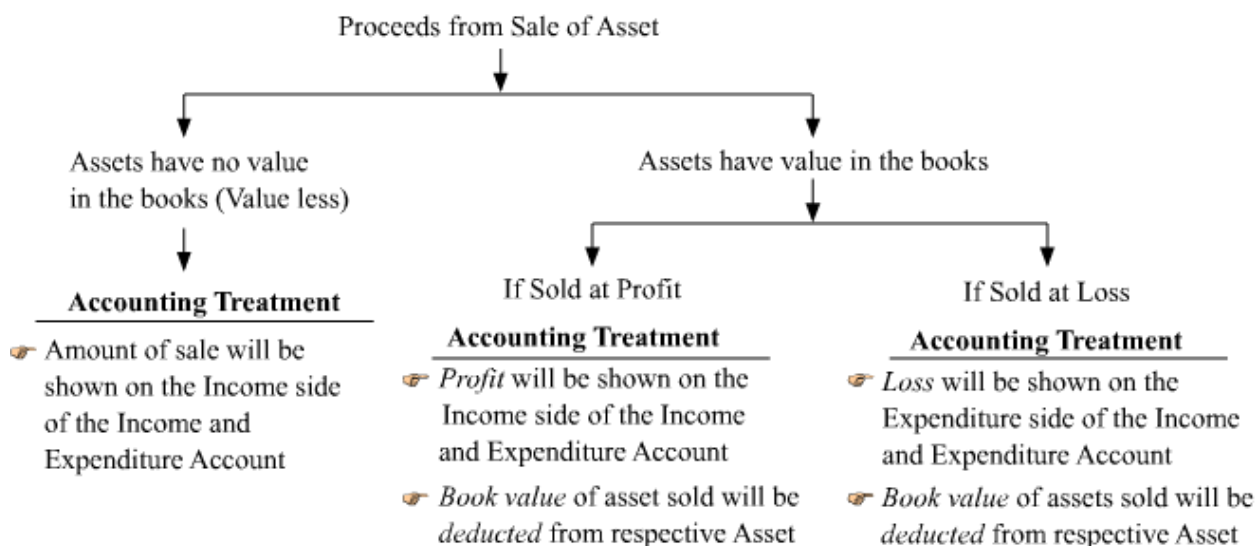 Proceeds from Sale of Asset
Assets have no value
in the books (Value less)
Accounting Treatment
Amount of sale will be
shown on the Income side
of the Income and
Expenditure Account
Assets have value in the books
If Sold at Profit
Accounting Treatment
Profit will be shown on the
Income side of the Income
and Expenditure Account
Book value of asset sold will be
deducted from respective Asset
If Sold at Loss
Accounting Treatment
Loss will be shown on the
Expenditure side of the Income
and Expenditure Account
Book value of assets sold will be
deducted from respective Asset